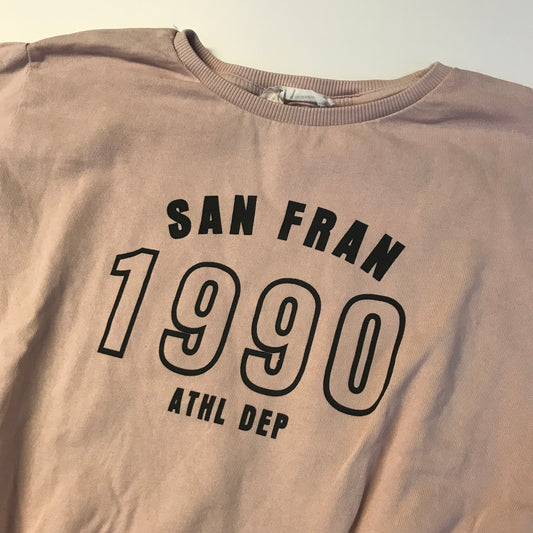 SAN FRAN
1990
ATHL DEP